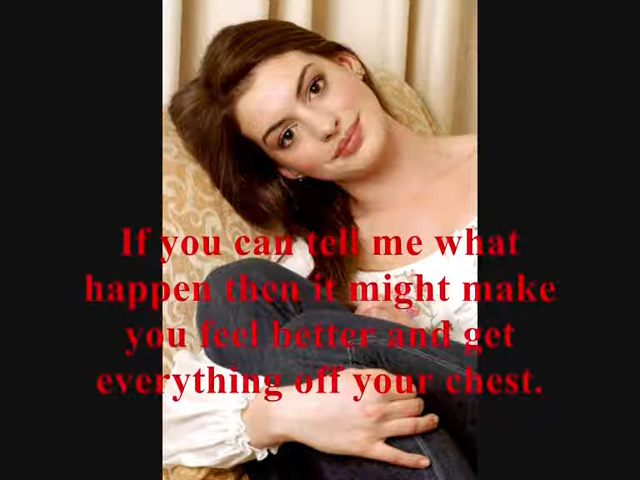 If you can tell me what
happen then it might make
you feel better and get
everything off your chest.